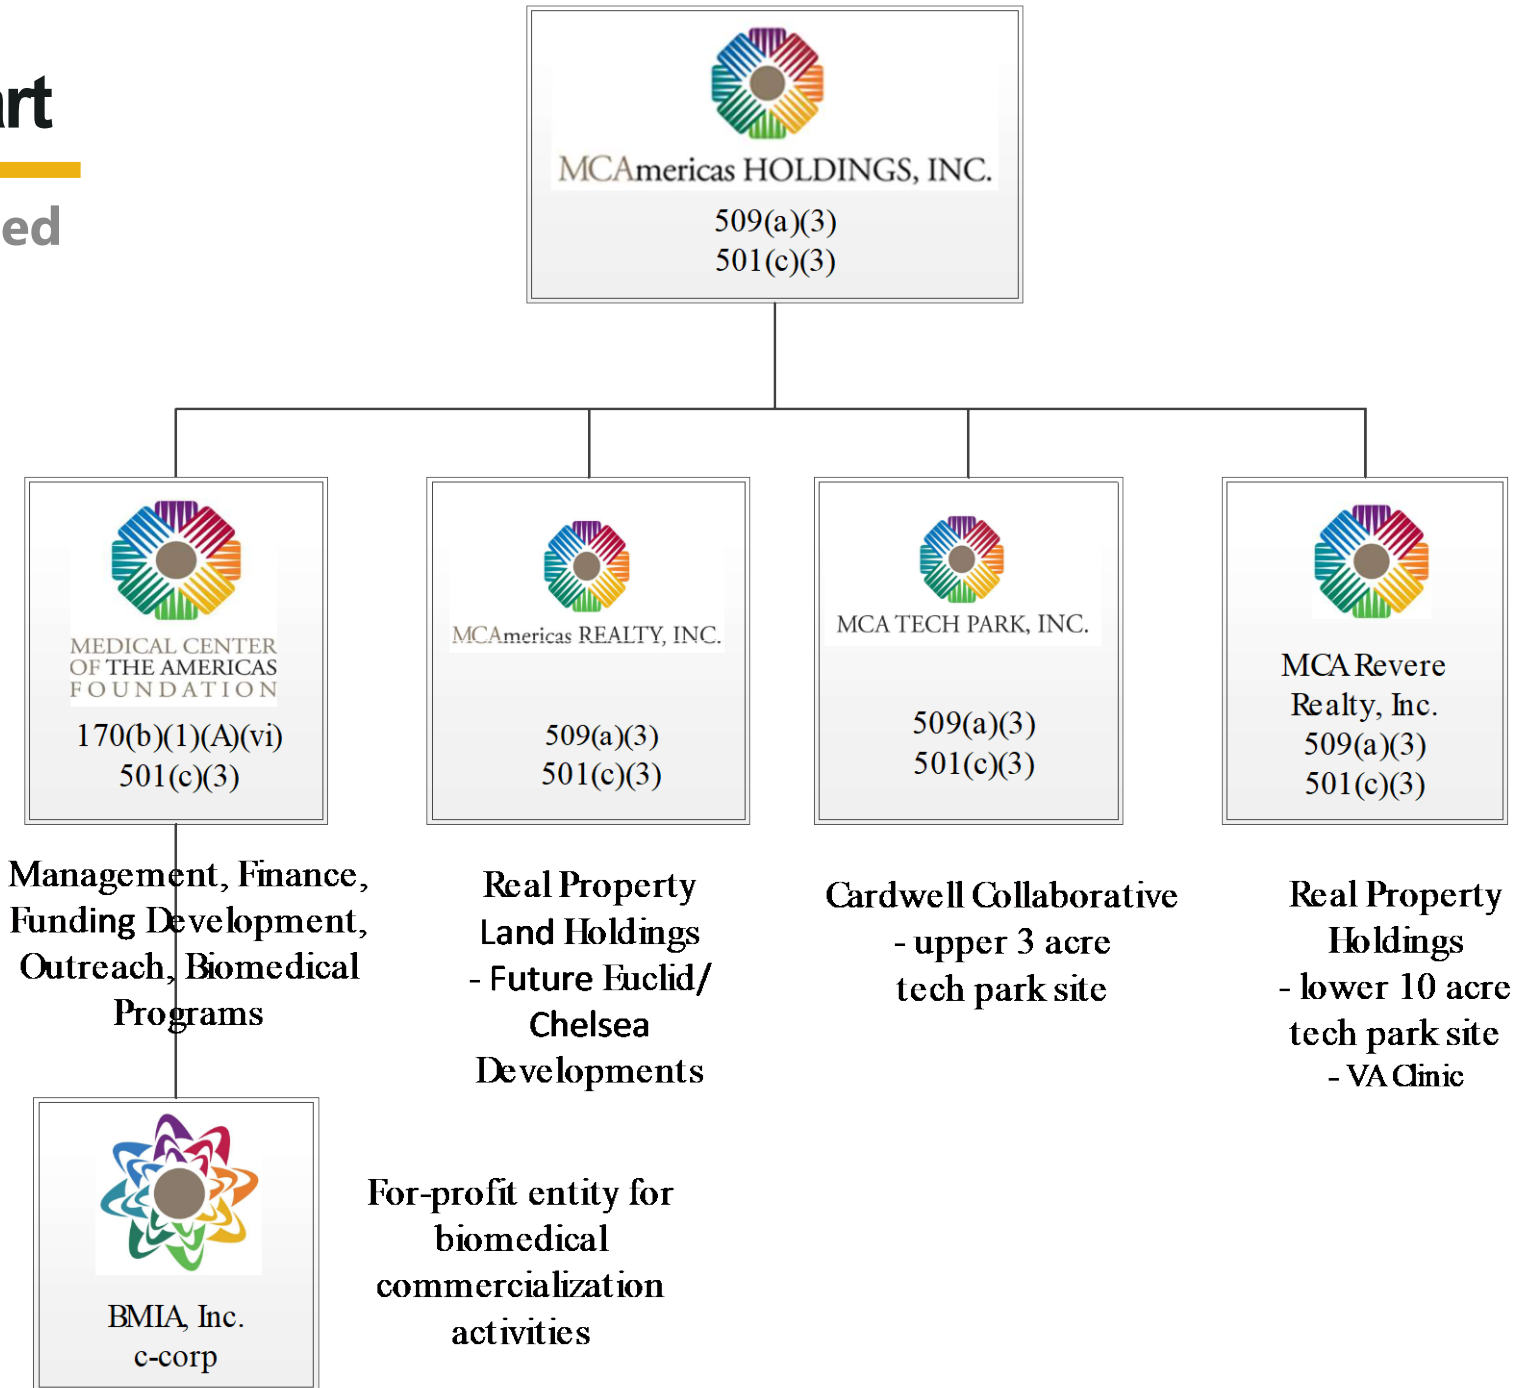 art
ed
MCAmericas HOLDINGS, INC.
509(a)(3)
501(c)(3)
MEDICAL CENTER
OF THE AMERICAS
FOUNDATION
170(b)(1)(A)(vi)
501(c)(3)
MCAmericas REALTY, INC.
509(a)(3)
501(c)(3)
MCA TECH PARK, INC.
509(a)(3)
501(c)(3)
MCA Revere
Realty, Inc.
509(a)(3)
501(c)(3)
Management, Finance,
Funding Development,
Outreach, Biomedical
Programs
Real Property
Land Holdings
- Future Euclid/
Chelsea
Developments
Cardwell Collaborative
- upper 3 acre
tech park site
Real Property
Holdings
- lower 10 acre
tech park site
- VA Clinic
BMIA, Inc.
c-corp
For-profit entity for
biomedical
commercialization
activities